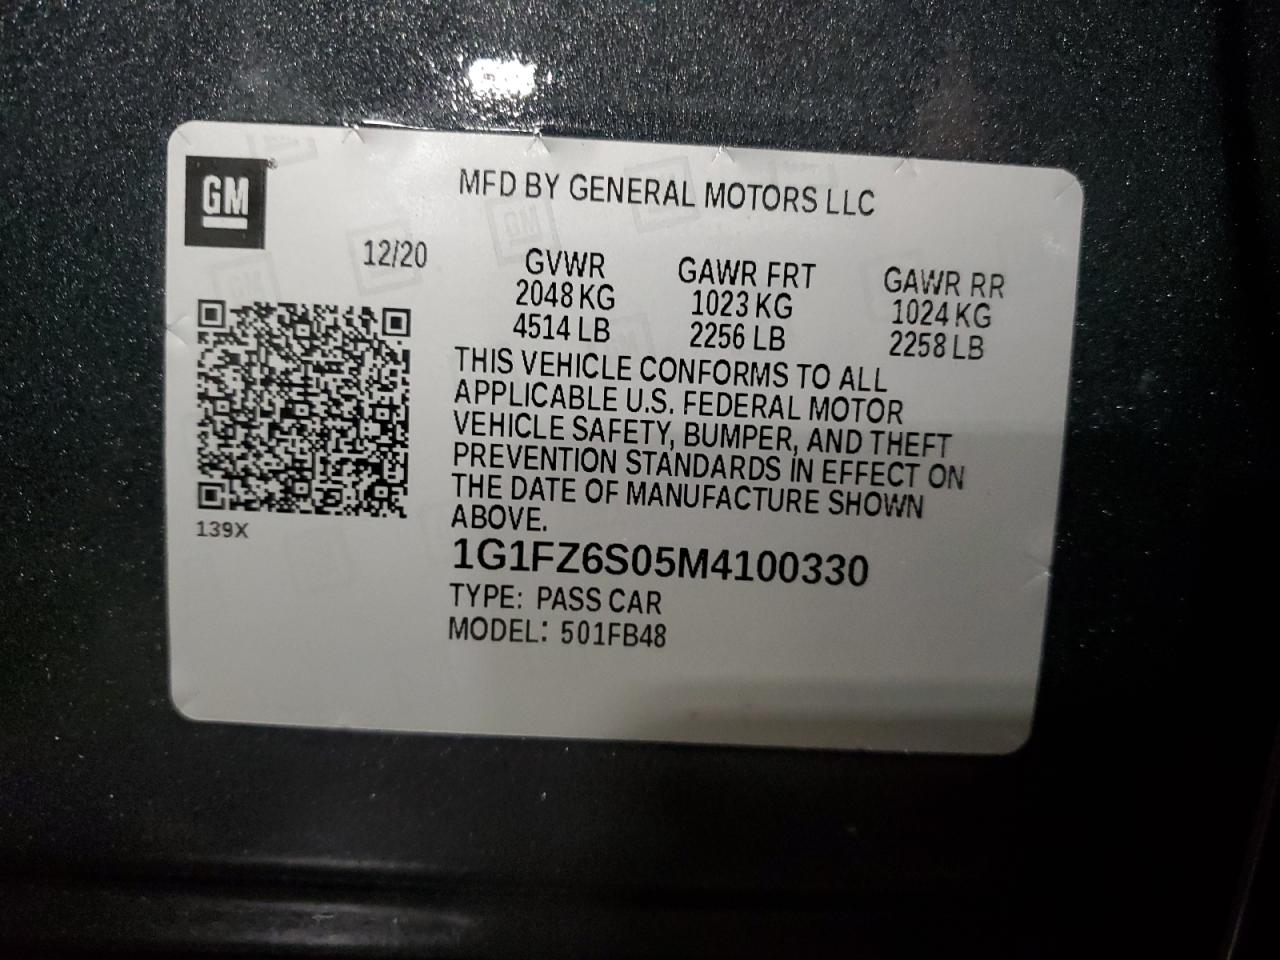 GM
MFD BY GENERAL MOTORS LLC
12/20
GVWR
2048 KG
4514 LB
GAWR FRT
1023 KG
2256 LB
GAWR RR
1024 KG
2258 LB
THIS VEHICLE CONFORMS TO ALL
APPLICABLE U.S. FEDERAL MOTOR
VEHICLE SAFETY, BUMPER, AND THEFT
PREVENTION STANDARDS IN EFFECT ON
THE DATE OF MANUFACTURE SHOWN
ABOVE.
139X
1G1FZ6S05M4100330
TYPE: PASS CAR
MODEL: 501FB48